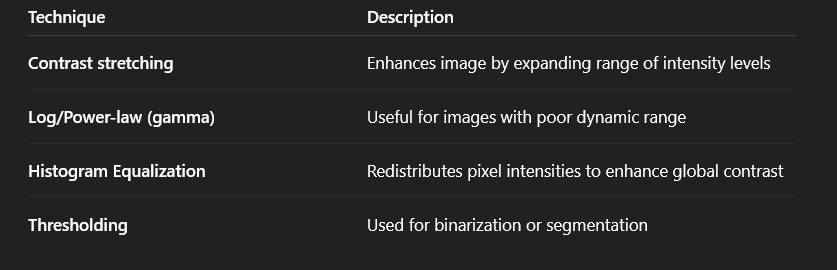 Technique Description
Contrast stretching Enhances image by expanding range of intensity levels
Log/Power-law (gamma) Useful for images with poor dynamic range
Histogram Equalization Redistributes pixel intensities to enhance global contrast
Thresholding Used for binarization or segmentation